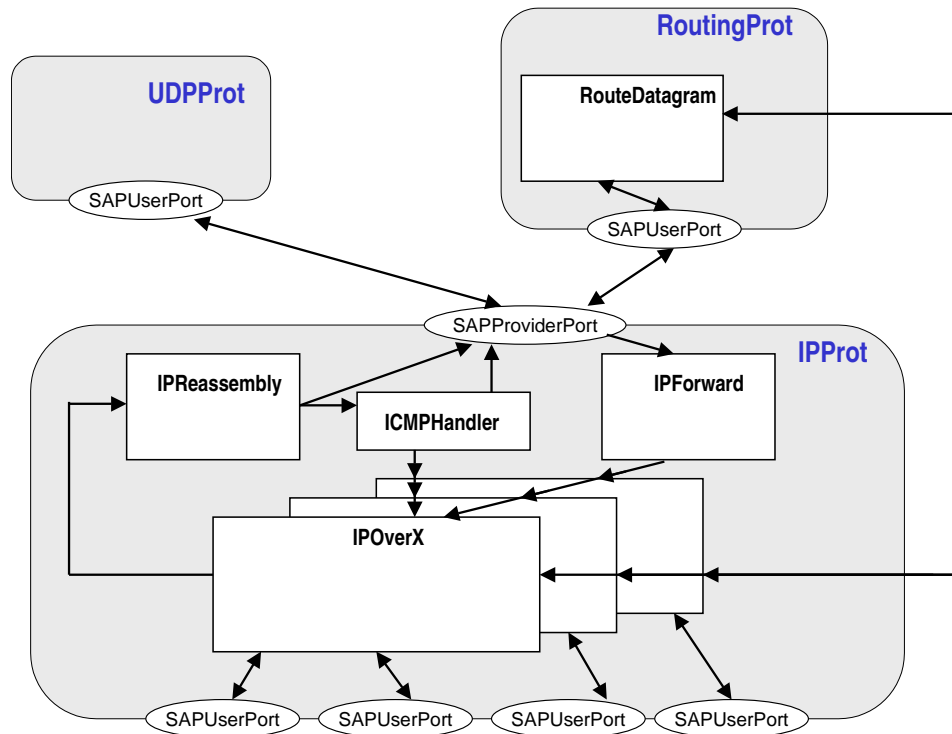 RoutingProt
UDPProt
RouteDatagram
SAPUserPort
SAPUserPort
SAPProviderPort
IPProt
IPReassembly
IPForward
ICMPHandler
IPOverX
SAPUserPort
SAPUserPort
SAPUserPort
SAPUserPort